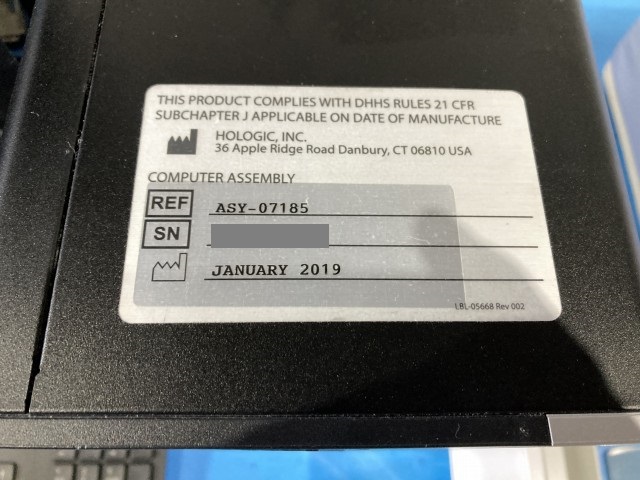 THIS PRODUCT COMPLIES WITH DHHS RULES 21 CFR
SUBCHAPTER J APPLICABLE ON DATE OF MANUFACTURE
HOLOGIC, INC.
36 Apple Ridge Road Danbury, CT 06810 USA
COMPUTER ASSEMBLY
REF ASY-07185
SN
JANUARY 2019
LBL-05668 Rev 002